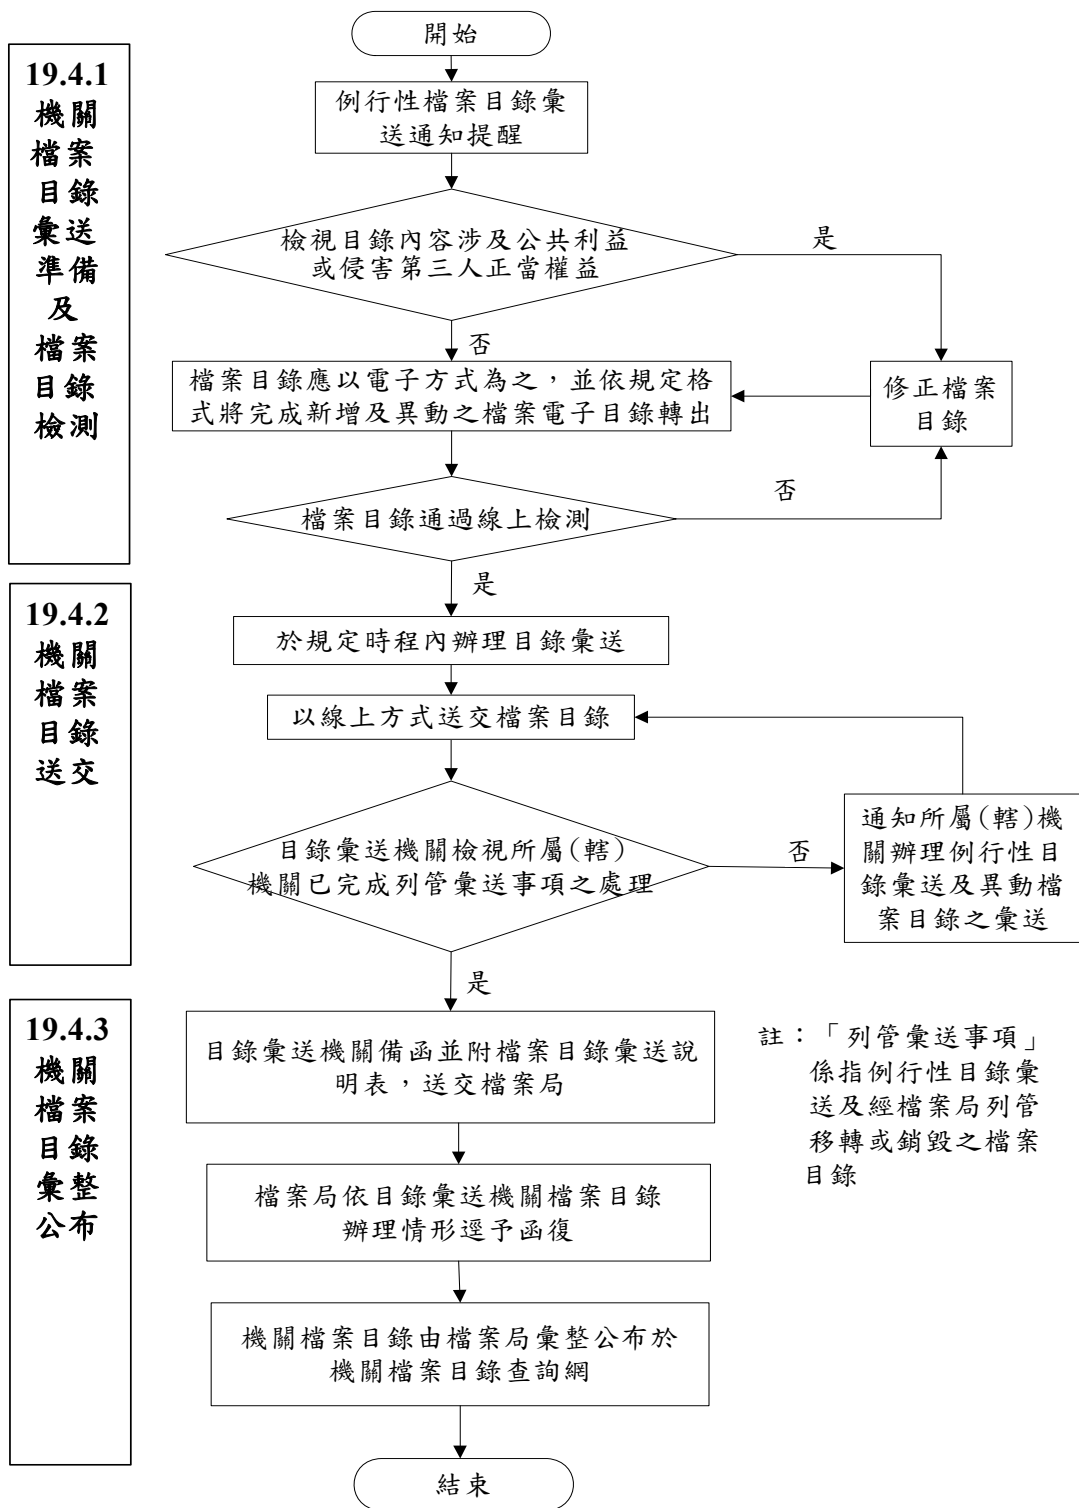 19.4.1
機關
檔案
目錄
彙送
準備
及
檔案
目錄
檢測
開始
例行性檔案目錄彙
送通知提醒
檢視目錄內容涉及公共利益
或侵害第三人正當權益
是
否
檔案目錄應以電子方式為之，並依規定格
式將完成新增及異動之檔案電子目錄轉出
修正檔案
目錄
檔案目錄通過線上檢測
否
是
19.4.2
機關
檔案
目錄
送交
於規定時程內辦理目錄彙送
以線上方式送交檔案目錄
目錄彙送機關檢視所屬(轄)
機關已完成列管彙送事項之處理
否
通知所屬(轄)機
關辦理例行性目
錄彙送及異動檔
案目錄之彙送
是
19.4.3
機關
檔案
目錄
彙整
公布
目錄彙送機關備函並附檔案目錄彙送說
明表，送交檔案局
註：「列管彙送事項」
係指例行性目錄彙
送及經檔案局列管
移轉或銷毀之檔案
目錄
檔案局依目錄彙送機關檔案目錄
辦理情形逕予函復
機關檔案目錄由檔案局彙整公布於
機關檔案目錄查詢網
結束